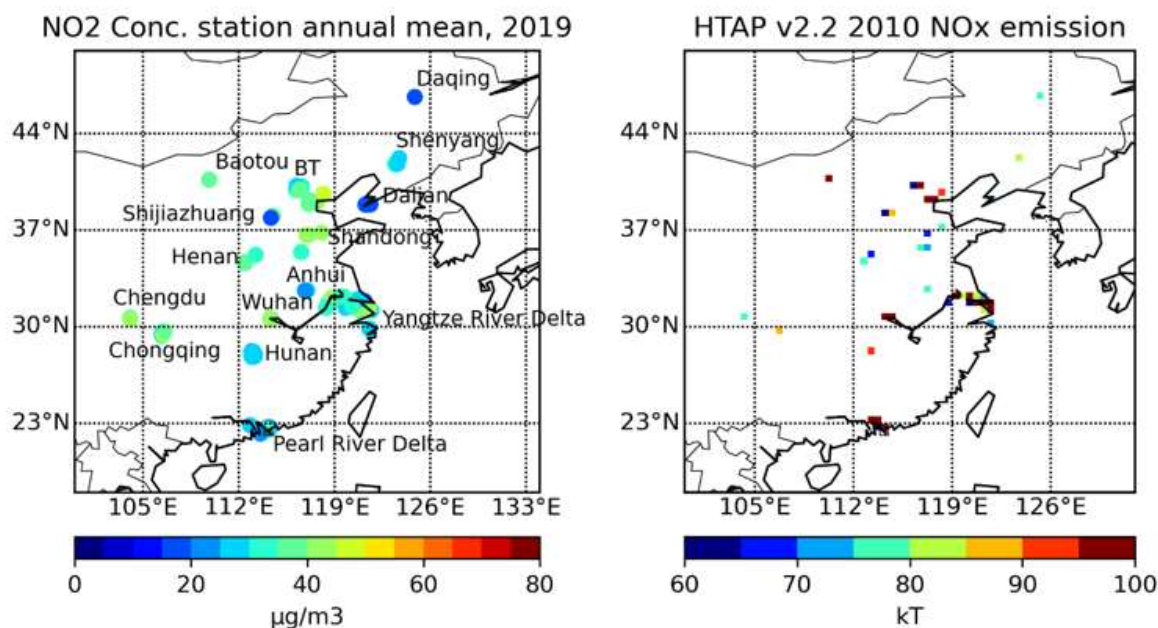 NO2 Conc. station annual mean, 2019
Daqing
44°N
Shenyang
Baotou
BT
Dalian
37°N
Shijiazhuang
Shandong
Henan
Anhui
Chengdu
Wuhan
30°N
Yangtze River Delta
Chongqing
Hunan
23°N
Pearl River Delta
105°E 112°E 119°E 126°E 133°E
0 20 40 60 80
µg/m3
HTAP v2.2 2010 NOx emission
44°N
37°N
30°N
23°N
105°E 112°E 119°E 126°E
60 70 80 90 100
kT